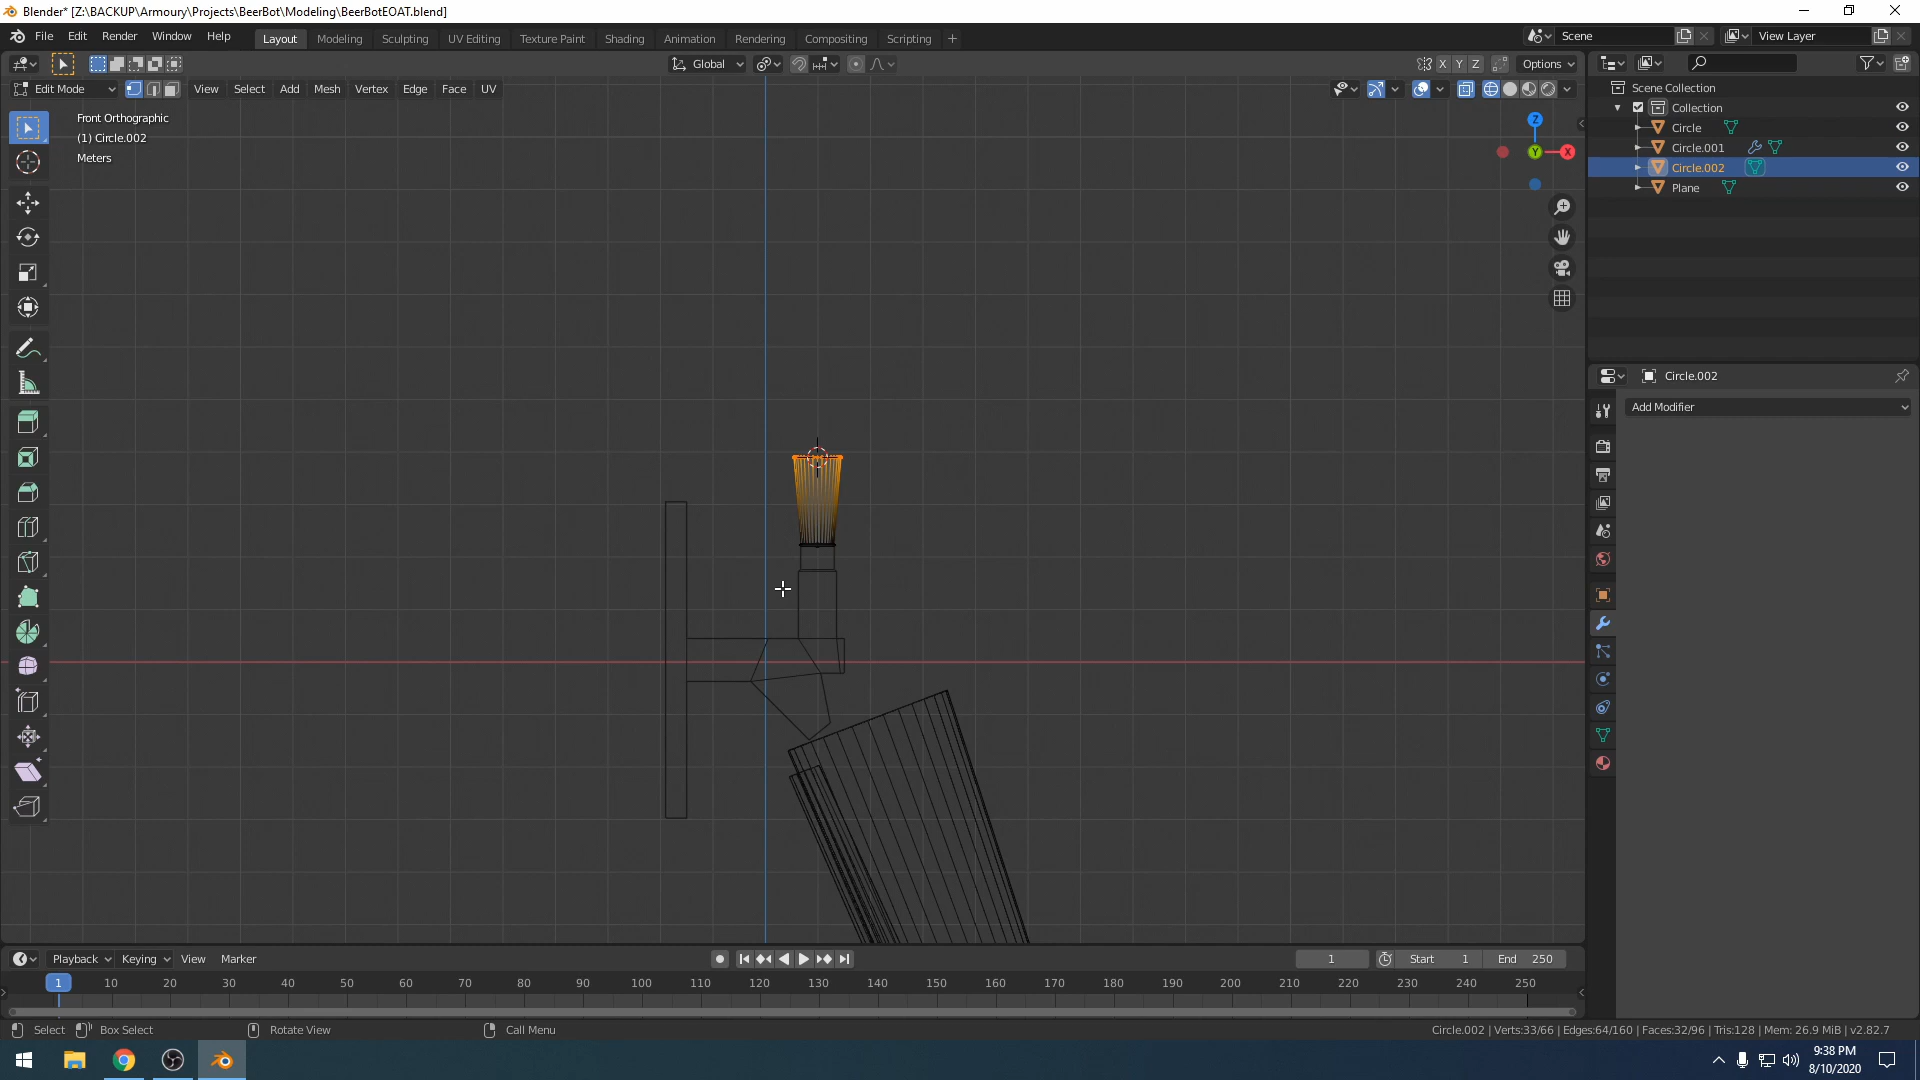 Blender* [Z:\BACKUP\Armoury\Projects\BeerBot\Modeling\BeerBotEOAT.blend]
File Edit Render Window Help Layout Modeling Sculpting UV Editing Texture Paint Shading Animation Rendering Compositing Scripting + Scene View Layer
Global X Y Z Options
Edit Mode View Select Add Mesh Vertex Edge Face UV
Scene Collection
Collection
Circle
Circle.001
Circle.002
Plane
Front Orthographic
(1) Circle.002
Meters
Z
Y X
Circle.002
Add Modifier
Playback Keying View Marker 1 Start 1 End 250
1 10 20 30 40 50 60 70 80 90 100 110 120 130 140 150 160 170 180 190 200 210 220 230 240 250
Select Box Select Rotate View Call Menu Circle.002 | Verts:33/66 | Edges:64/160 | Faces:32/96 | Tris:128 | Mem: 26.9 MiB | v2.82.7
9:38 PM
8/10/2020